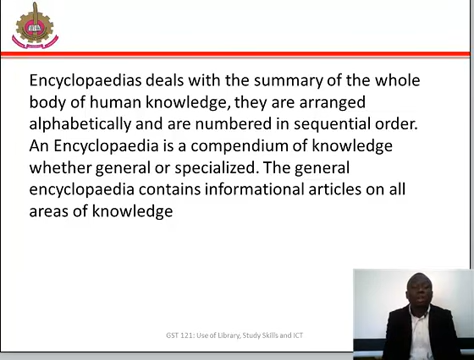 Encyclopaedias deals with the summary of the whole
body of human knowledge, they are arranged
alphabetically and are numbered in sequential order.
An Encyclopaedia is a compendium of knowledge
whether general or specialized. The general
encyclopaedia contains informational articles on all
areas of knowledge
GST 121: Use of Library, Study Skills and ICT